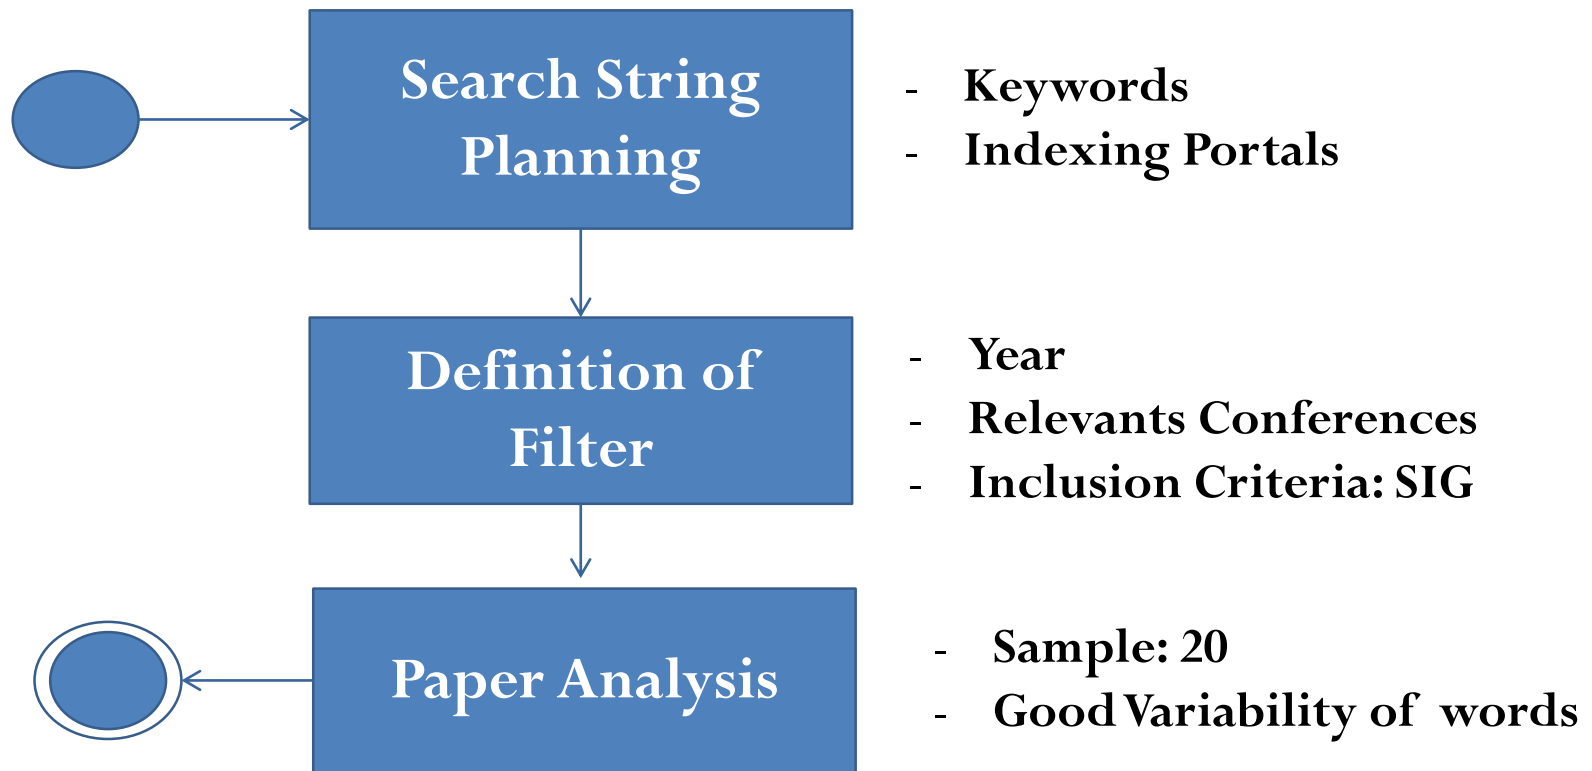 Search String
Planning
- Keywords
- Indexing Portals
Definition of
Filter
- Year
- Relevants Conferences
- Inclusion Criteria: SIG
Paper Analysis
- Sample: 20
- Good Variability of words